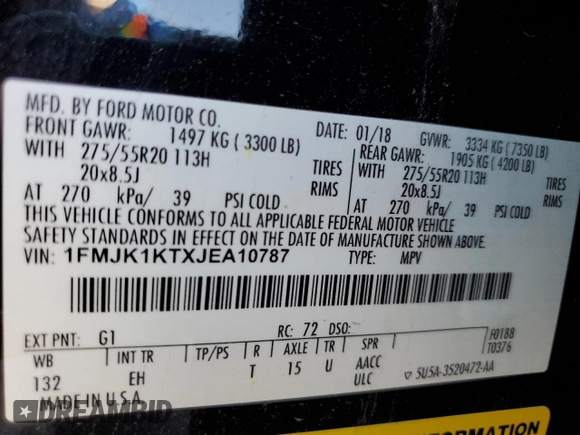 MFD. BY FORD MOTOR CO.
DATE: 01/18 GVWR: 3334 KG (7350 LB)
FRONT GAWR: 1497 KG (3300 LB) REAR GAWR: 1905 KG (4200 LB)
WITH 275/55R20 113H TIRES WITH 275/55R20 113H TIRES
20x8.5J RIMS 20x8.5J RIMS
AT 270 kPa/ 39 PSI COLD AT 270 kPa/ 39 PSI COLD
THIS VEHICLE CONFORMS TO ALL APPLICABLE FEDERAL MOTOR VEHICLE
SAFETY STANDARDS IN EFFECT ON THE DATE OF MANUFACTURE SHOWN ABOVE.
VIN: 1FMJK1KTXJEA10787 TYPE: MPV
EXT PNT: G1 RC: 72 DSO: F0188
T0376
WB INT TR TP/PS R AXLE TR SPR
132 EH T 15 U AACC
ULC ▽ 5U5A-3520472-AA
MADE IN U.S.A.
DREAMBID
INFORMATION